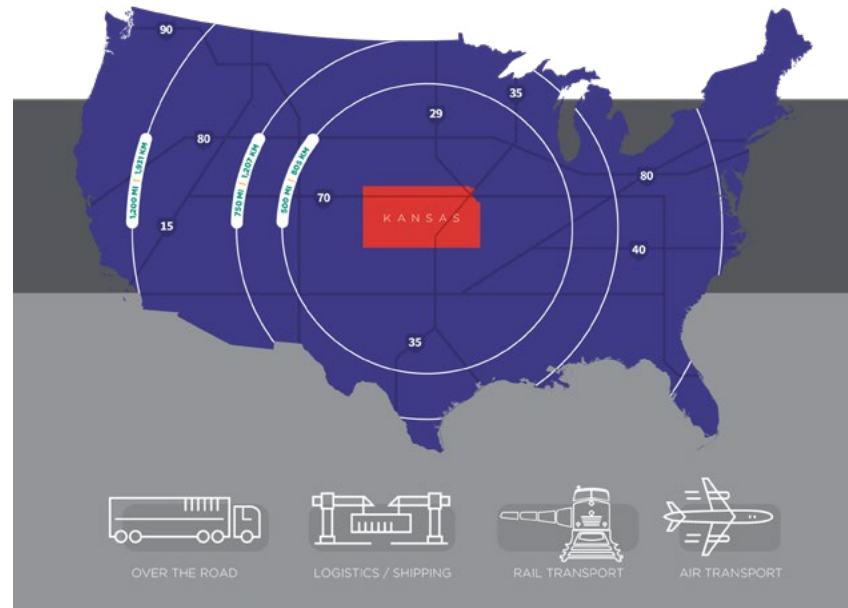 90
35
29
80
1,200 MI | 1,931 KM
750 MI | 1,207 KM
500 MI | 805 KM
80
70
KANSAS
15
40
35
OVER THE ROAD
LOGISTICS / SHIPPING
RAIL TRANSPORT
AIR TRANSPORT